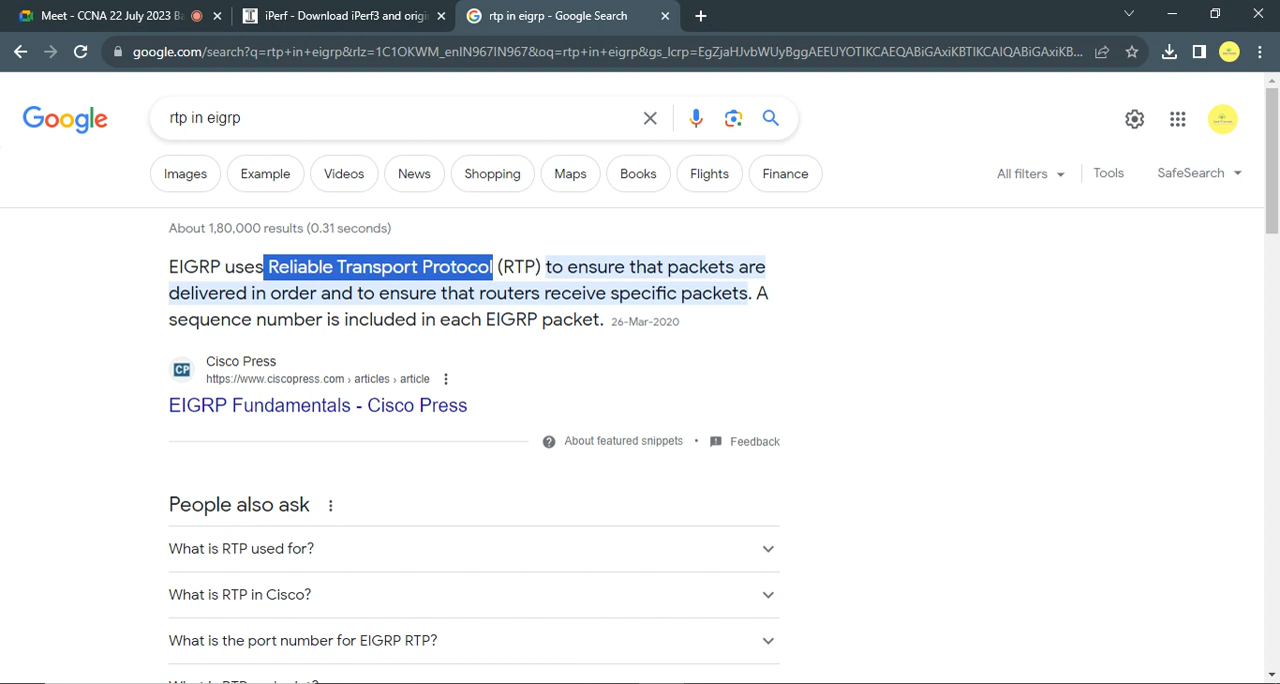 Meet - CCNA 22 July 2023 Ba
iPerf - Download iPerf3 and origi
rtp in eigrp - Google Search
google.com/search?q=rtp+in+eigrp&rlz=1C1OKWM_enIN967IN967&oq=rtp+in+eigrp&gs_lcrp=EgZjaHJvbWUyBggAEEUYOTIKCAEQABiGAxiKBTIKCAIQABiGAxiKB...
Google
rtp in eigrp
Images
Example
Videos
News
Shopping
Maps
Books
Flights
Finance
All filters
Tools
SafeSearch
About 1,80,000 results (0.31 seconds)
EIGRP uses Reliable Transport Protocol (RTP) to ensure that packets are
delivered in order and to ensure that routers receive specific packets. A
sequence number is included in each EIGRP packet. 26-Mar-2020
CP
Cisco Press
https://www.ciscopress.com › articles › article
EIGRP Fundamentals - Cisco Press
About featured snippets • Feedback
People also ask
What is RTP used for?
What is RTP in Cisco?
What is the port number for EIGRP RTP?